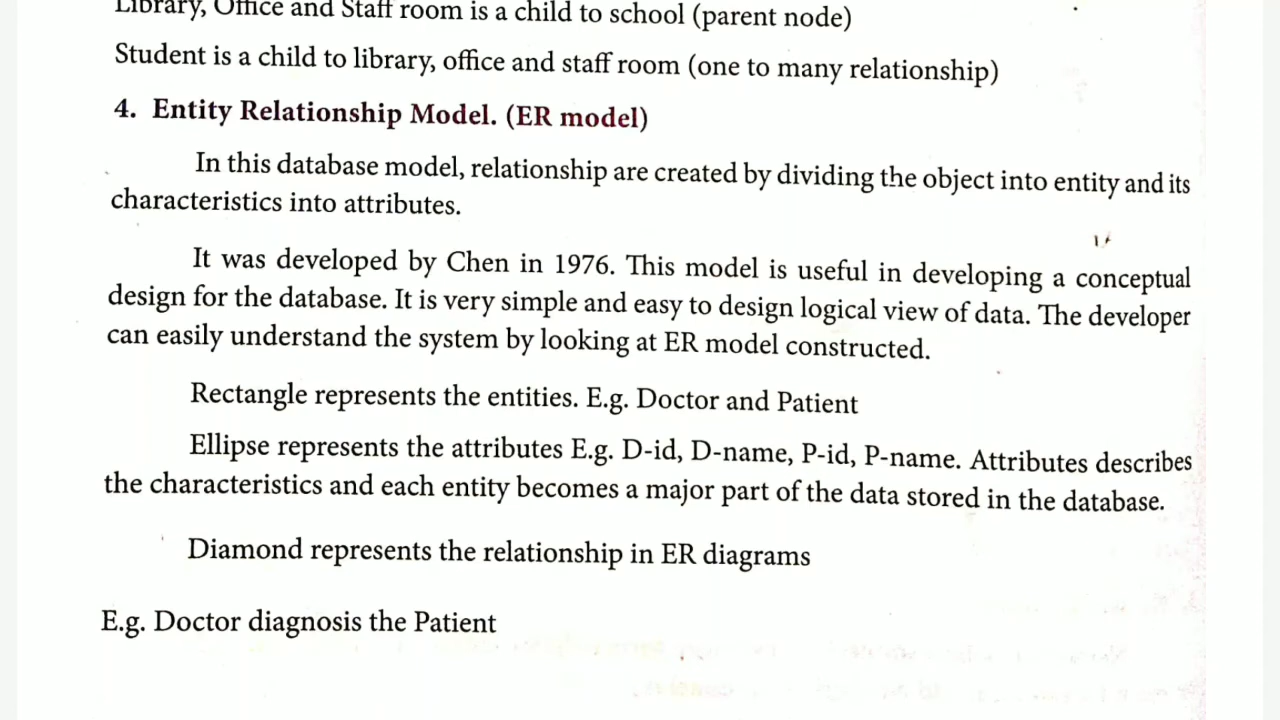 Library, Office and Staff room is a child to school (parent node)
Student is a child to library, office and staff room (one to many relationship)
4. Entity Relationship Model. (ER model)
In this database model, relationship are created by dividing the object into entity and its
characteristics into attributes.
It was developed by Chen in 1976. This model is useful in developing a conceptual
design for the database. It is very simple and easy to design logical view of data. The developer
can easily understand the system by looking at ER model constructed.
Rectangle represents the entities. E.g. Doctor and Patient
Ellipse represents the attributes E.g. D-id, D-name, P-id, P-name. Attributes describes
the characteristics and each entity becomes a major part of the data stored in the database.
Diamond represents the relationship in ER diagrams
E.g. Doctor diagnosis the Patient